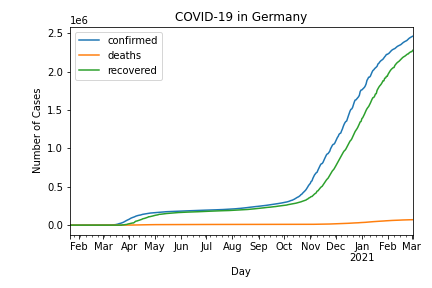 COVID-19 in Germany
1e6
2.5
2.0
1.5
1.0
0.5
0.0
Number of Cases
confirmed
deaths
recovered
Feb Mar Apr May Jun Jul Aug Sep Oct Nov Dec Jan Feb Mar
2021
Day